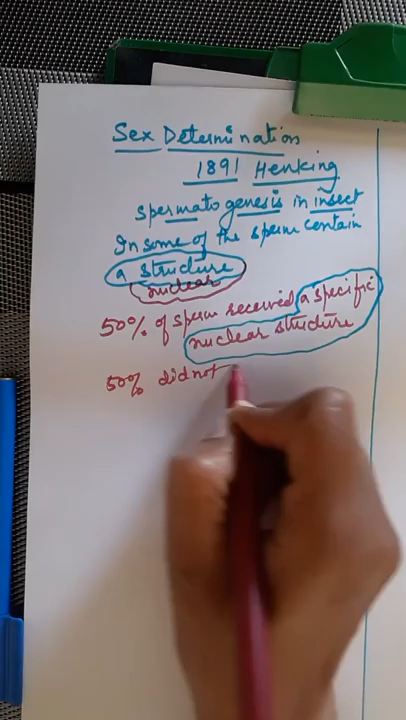 Sex Determination
1891 Henking
spermatogenesis in insect
In some of the sperm contain
a structure
nuclear
50% of sperm received a specific
nuclear structure
50% did not